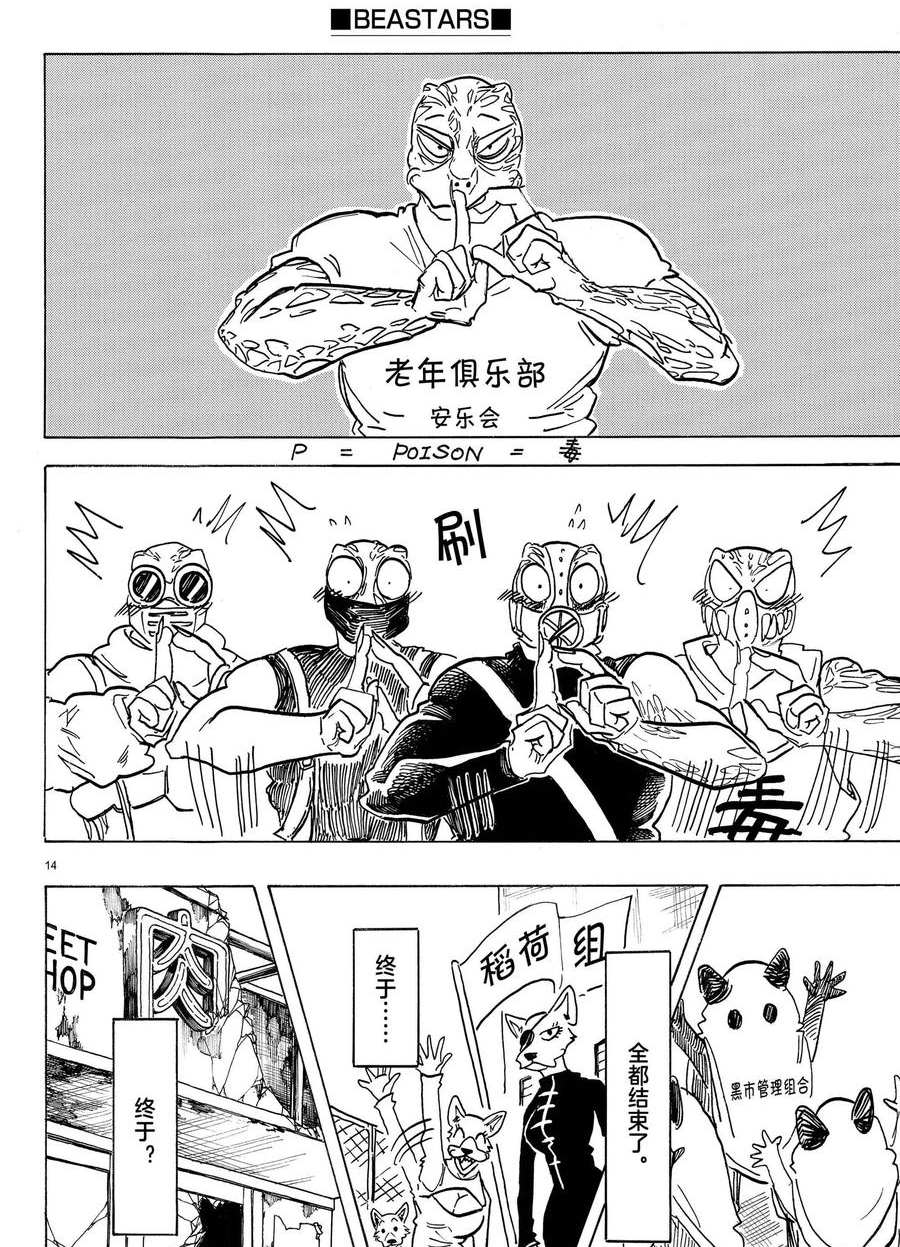 ■BEASTARS■
老年俱乐部
安乐会
P = POISON = 毒
刷
毒
14
全都结束了。
黑市管理组合
稻荷组
终于……
EET
HOP
肉
终于？